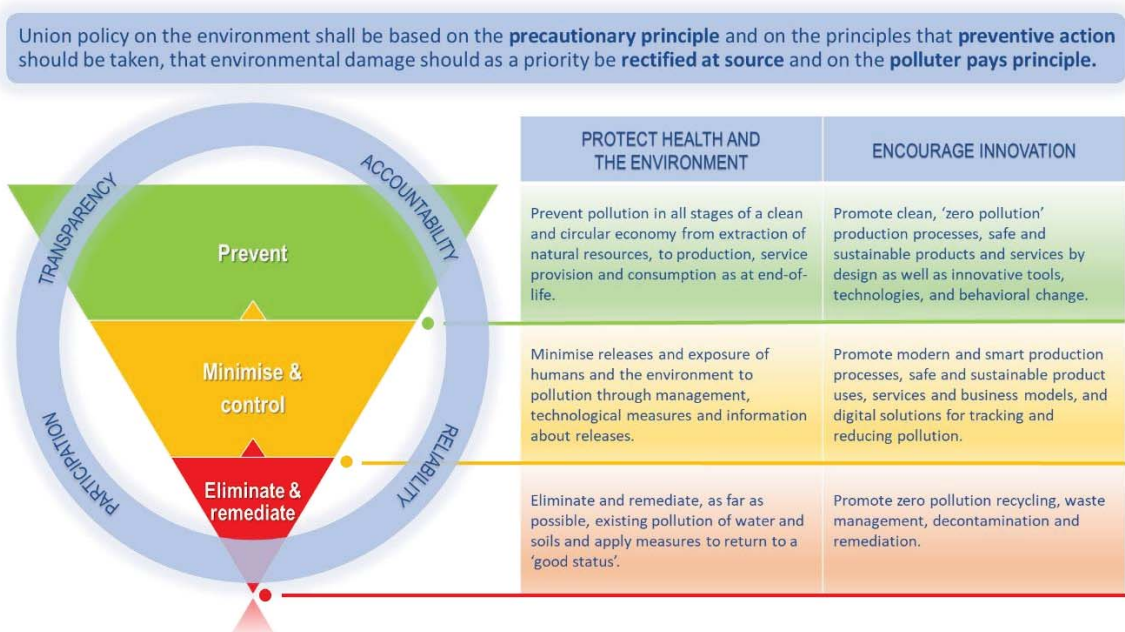 Union policy on the environment shall be based on the precautionary principle and on the principles that preventive action
should be taken, that environmental damage should as a priority be rectified at source and on the polluter pays principle.
TRANSPARENCY
ACCOUNTABILITY
PARTICIPATION
RELIABILITY
Prevent
Minimise &
control
Eliminate &
remediate
PROTECT HEALTH AND
THE ENVIRONMENT
ENCOURAGE INNOVATION
Prevent pollution in all stages of a clean
and circular economy from extraction of
natural resources, to production, service
provision and consumption as at end-of-
life.
Promote clean, ‘zero pollution’
production processes, safe and
sustainable products and services by
design as well as innovative tools,
technologies, and behavioral change.
Minimise releases and exposure of
humans and the environment to
pollution through management,
technological measures and information
about releases.
Promote modern and smart production
processes, safe and sustainable product
uses, services and business models, and
digital solutions for tracking and
reducing pollution.
Eliminate and remediate, as far as
possible, existing pollution of water and
soils and apply measures to return to a
‘good status’.
Promote zero pollution recycling, waste
management, decontamination and
remediation.